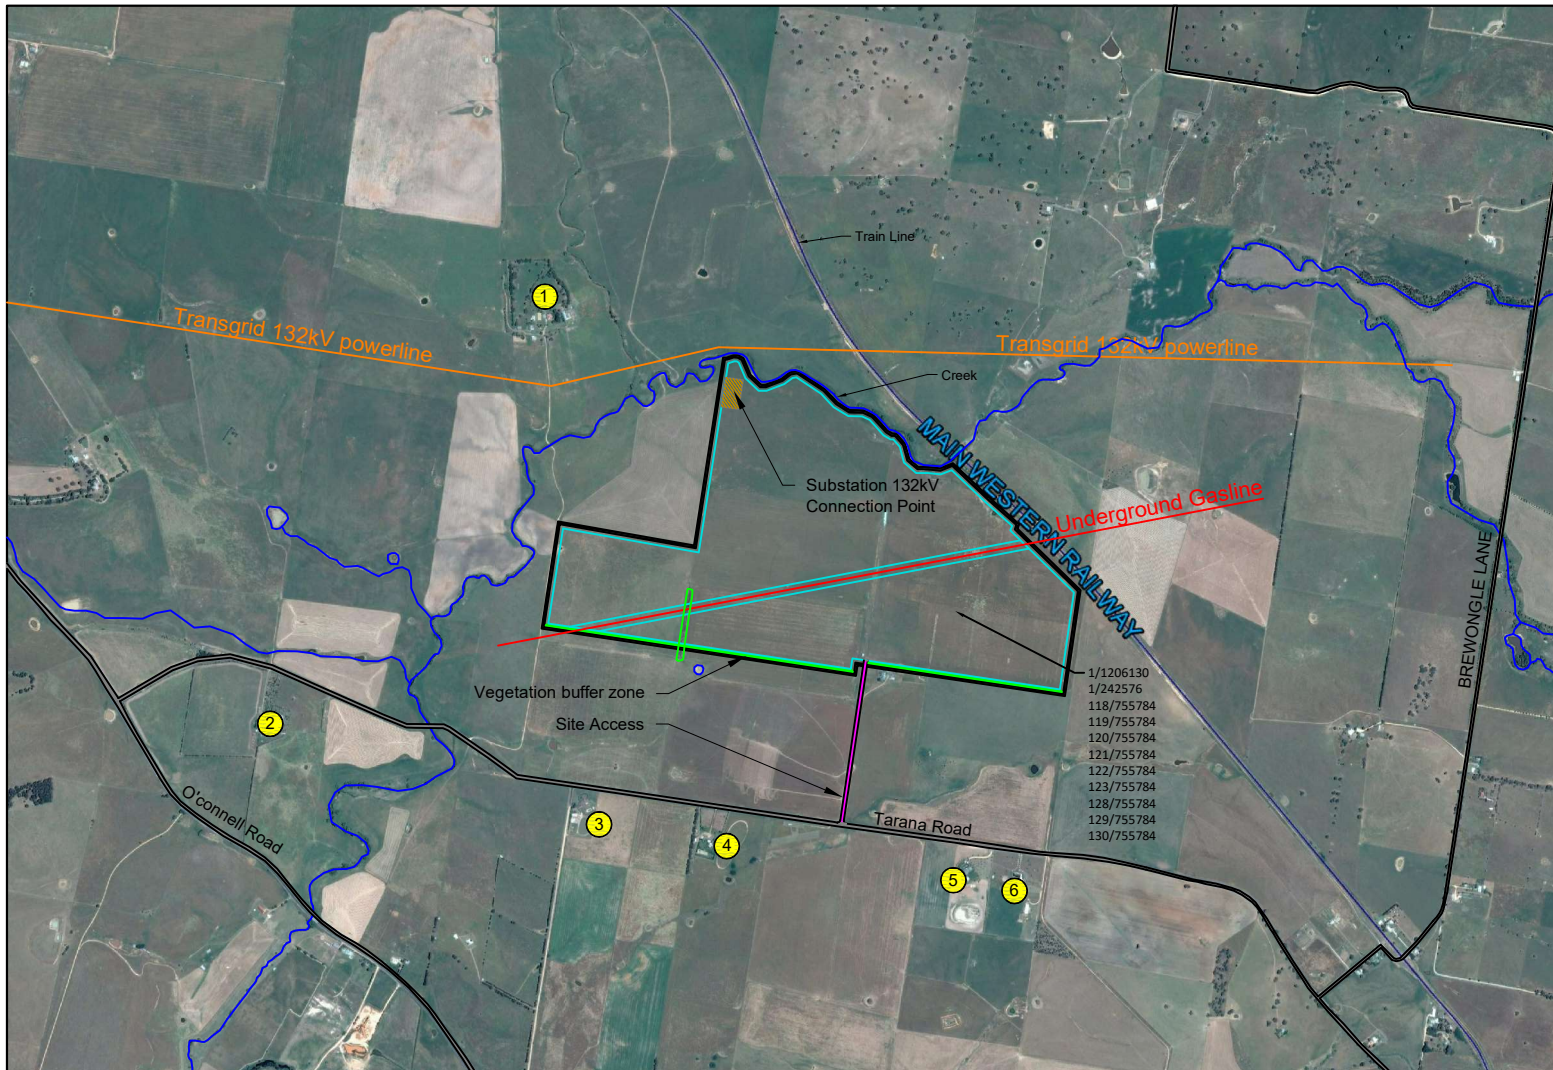 Train Line
1
Transgrid 132kV powerline
Transgrid 132kV powerline
Creek
MAIN WESTERN RAILWAY
Substation 132kV
Connection Point
Underground Gasline
BREWONGLE LANE
1/1206130
1/242576
118/755784
119/755784
120/755784
121/755784
122/755784
123/755784
128/755784
129/755784
130/755784
Vegetation buffer zone
Site Access
2
O'connell Road
3
4
Tarana Road
5
6